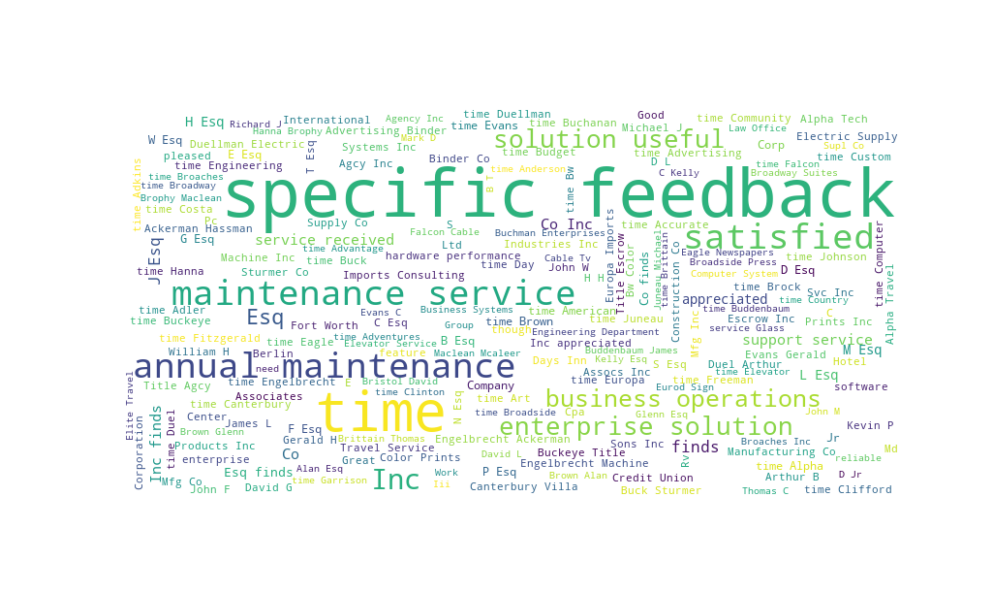 time Duellman
Agency Inc
Good
time Community
Alpha Tech
H Esq
Richard J
International
time Evans
time Buchanan
Michael J
Law Office
Hanna Brophy
Advertising Binder
W Esq
Duellman Electric
Mark D
solution useful
Corp
Electric Supply
Supl Co
T Esq
Systems Inc
pleased
E Esq
Agcy Inc
Binder Co
time Budget
D L
time Advertising
time Falcon
time Custom
time Engineering
time Anderson
C Kelly
Broadway Suites
time Broaches
time Broadway
time Adkins
B T
time Bw
Brophy Maclean
specific feedback
time Costa
Pc
Ackerman Hassman
Supply Co
S
Co Inc
time Accurate
satisfied
G Esq
service received
Falcon Cable
Buchman Enterprises
Europa Imports
J Esq
Ltd
Industries Inc
Title Escrow
Juneau Michael
time Brittain
Construction Co
Eagle Newspapers
time Advantage
Machine Inc
time Buck
hardware performance
Cable Tv
Broadside Press
time Johnson
time Hanna
Sturmer Co
Imports Consulting
time Day
John W
H H
Bw Color
Co finds
Computer System
D Esq
time Computer
Alpha Travel
maintenance service
time Brock
Svc Inc
appreciated
time Country
time Adler
Evans C
Business Systems
time American
time Buddenbaum
C
time Buckeye
Esq
Fort Worth
C Esq
Group
time Brown
time Juneau
Mfg Inc
Escrow Inc
Prints Inc
though
Engineering Department
service Glass
time Fitzgerald
time Eagle
time Adventures
B Esq
Inc appreciated
support service
Elevator Service
William H
Berlin
feature
Maclean Mcaleer
Buddenbaum James
Evans Gerald
M Esq
annual maintenance
Days Inn
Kelly Esq
S Esq
Duel Arthur
Hotel
need
Assocs Inc
time Elevator
L Esq
Elite Travel
Title Agcy
time Engelbrecht
E
Bristol David
Company
time Europa
time Freeman
software
Associates
time Clinton
Eurod Sign
time Canterbury
time
N Esq
time Art
business operations
Center
James L
time Broadside
Cpa
Glenn Esq
John M
Corporation
Inc finds
time Duel
Brown Glenn
F Esq
enterprise solution
Kevin P
Gerald H
Brittain Thomas
Engelbrecht Ackerman
Jr
Products Inc
Travel Service
Sons Inc
finds
Broaches Inc
Md
enterprise
Co
Great
Color Prints
David L
Buckeye Title
Rv
Manufacturing Co
reliable
Engelbrecht Machine
time Alpha
Esq finds
Alan Esq
Work
P Esq
Brown Alan
Credit Union
Arthur B
D Jr
Mfg Co
time Garrison
Inc
Iii
Canterbury Villa
John F
David G
Buck Sturmer
Thomas C
time Clifford